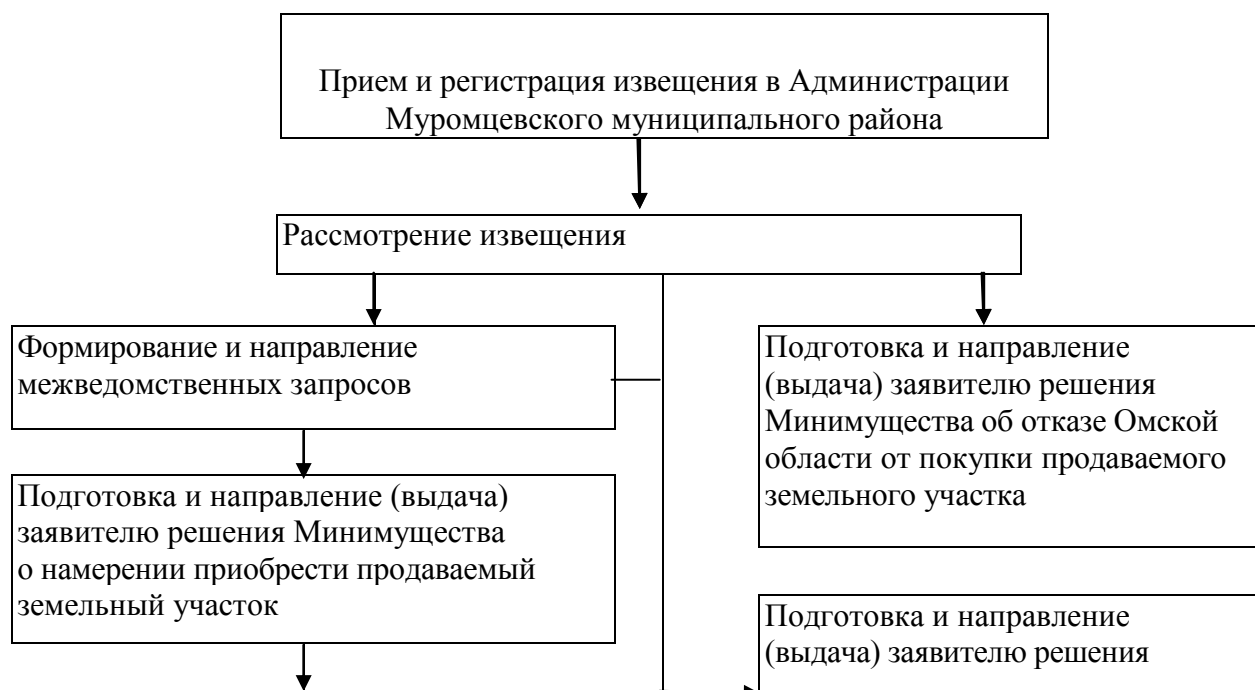 Прием и регистрация извещения в Администрации
Муромцевского муниципального района
Рассмотрение извещения
Формирование и направление
межведомственных запросов
Подготовка и направление
(выдача) заявителю решения
Минимущества об отказе Омской
области от покупки продаваемого
земельного участка
Подготовка и направление (выдача)
заявителю решения Минимущества
о намерении приобрести продаваемый
земельный участок
Подготовка и направление
(выдача) заявителю решения